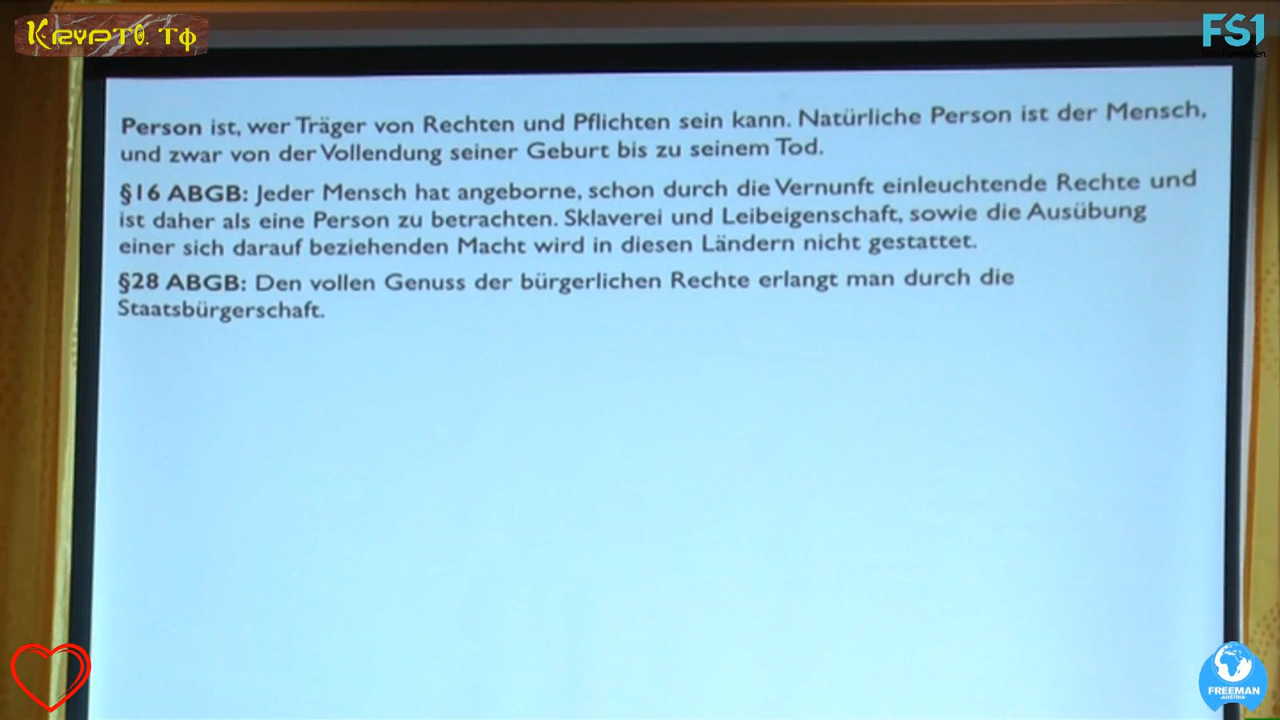 KRYPTO.TV
FS1
Person ist, wer Träger von Rechten und Pflichten sein kann. Natürliche Person ist der Mensch,
und zwar von der Vollendung seiner Geburt bis zu seinem Tod.
§16 ABGB: Jeder Mensch hat angeborne, schon durch die Vernunft einleuchtende Rechte und
ist daher als eine Person zu betrachten. Sklaverei und Leibeigenschaft, sowie die Ausübung
einer sich darauf beziehenden Macht wird in diesen Ländern nicht gestattet.
§28 ABGB: Den vollen Genuss der bürgerlichen Rechte erlangt man durch die
Staatsbürgerschaft.
FREEMAN
AUSTRIA